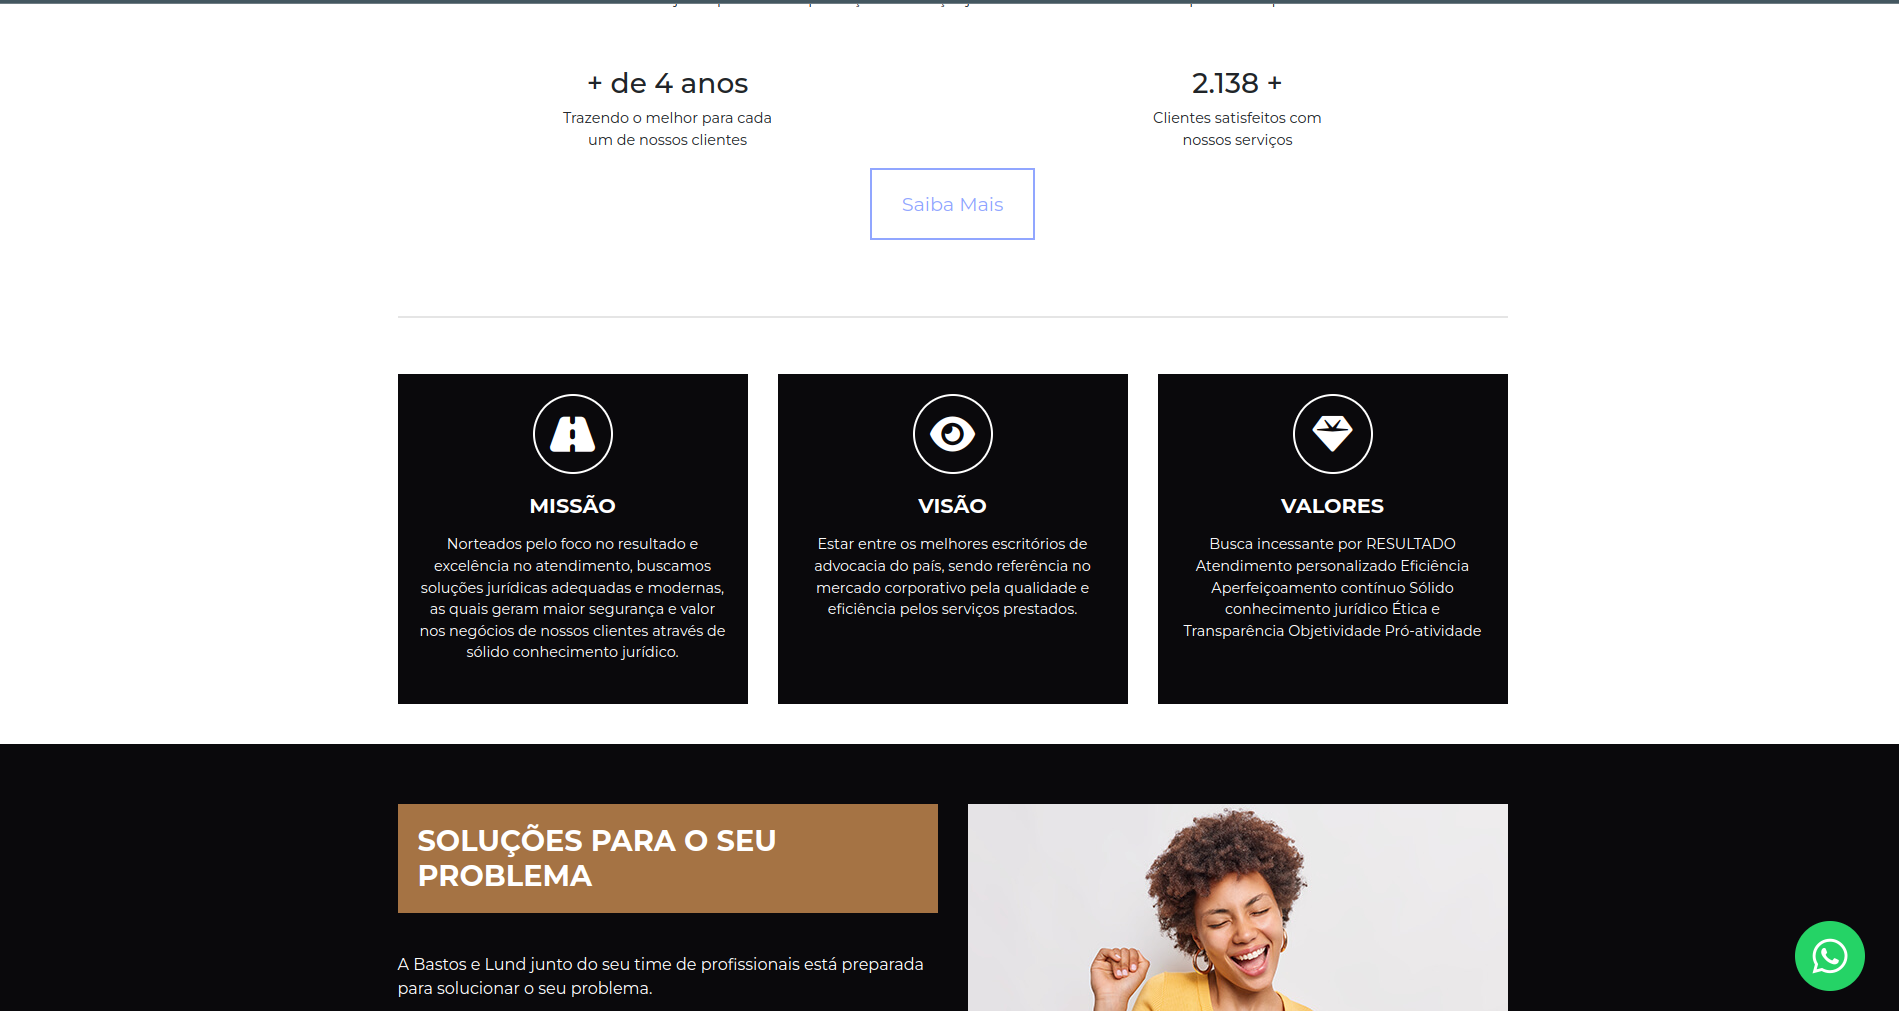 + de 4 anos
Trazendo o melhor para cada
um de nossos clientes
2.138 +
Clientes satisfeitos com
nossos serviços
Saiba Mais
MISSÃO
Norteados pelo foco no resultado e
excelência no atendimento, buscamos
soluções jurídicas adequadas e modernas,
as quais geram maior segurança e valor
nos negócios de nossos clientes através de
sólido conhecimento jurídico.
VISÃO
Estar entre os melhores escritórios de
advocacia do país, sendo referência no
mercado corporativo pela qualidade e
eficiência pelos serviços prestados.
VALORES
Busca incessante por RESULTADO
Atendimento personalizado Eficiência
Aperfeiçoamento contínuo Sólido
conhecimento jurídico Ética e
Transparência Objetividade Pró-atividade
SOLUÇÕES PARA O SEU
PROBLEMA
A Bastos e Lund junto do seu time de profissionais está preparada
para solucionar o seu problema.